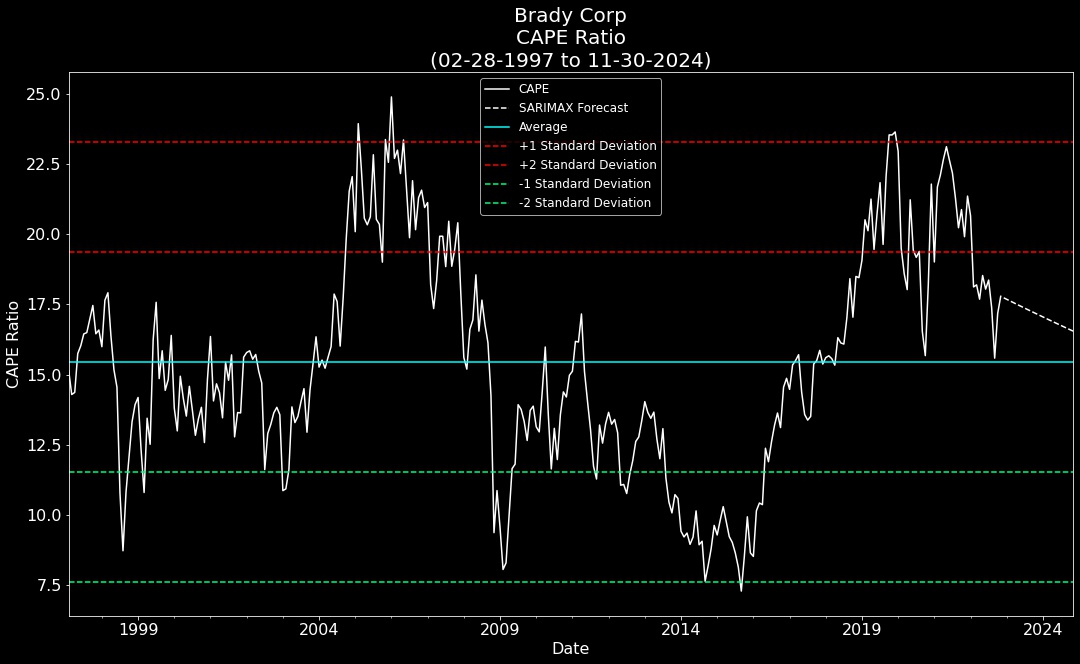 Brady Corp
CAPE Ratio
(02-28-1997 to 11-30-2024)
CAPE
SARIMAX Forecast
Average
+1 Standard Deviation
+2 Standard Deviation
-1 Standard Deviation
-2 Standard Deviation
25.0
22.5
20.0
17.5
15.0
12.5
10.0
7.5
CAPE Ratio
1999
2004
2009
2014
2019
2024
Date